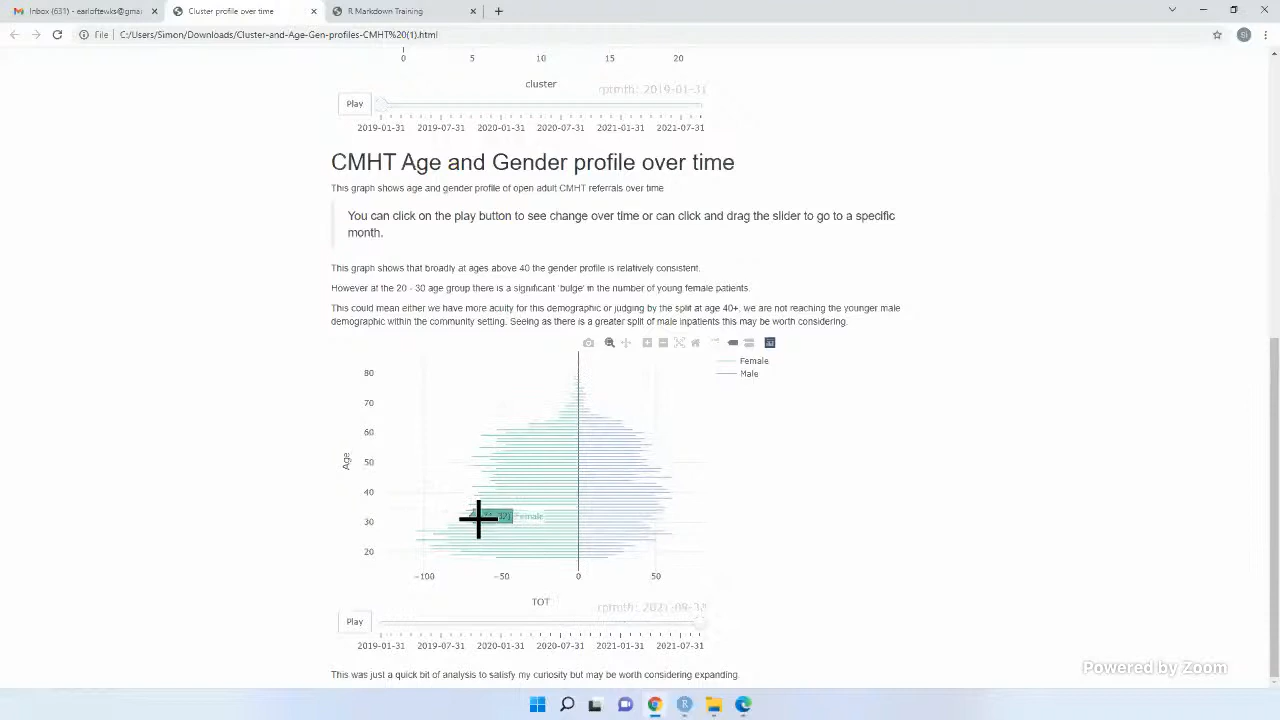 Inbox (631) - earloftewks@gmai
Cluster profile over time
R Markdown Training
File
C:/Users/Simon/Downloads/Cluster-and-Age-Gen-profiles-CMHT%20(1).html
SI
0 5 10 15 20
cluster
rptmth: 2019-01-31
Play
2019-01-31 2019-07-31 2020-01-31 2020-07-31 2021-01-31 2021-07-31
CMHT Age and Gender profile over time
This graph shows age and gender profile of open adult CMHT referrals over time
You can click on the play button to see change over time or can click and drag the slider to go to a specific
month.
This graph shows that broadly at ages above 40 the gender profile is relatively consistent.
However at the 20 - 30 age group there is a significant 'bulge' in the number of young female patients.
This could mean either we have more acuity for this demographic or judging by the split at age 40+, we are not reaching the younger male
demographic within the community setting. Seeing as there is a greater split of male inpatients this may be worth considering.
Female
Male
80
70
60
50
Age
40
30
Female
−100 −50 0 50
TOT
Play
2019-01-31 2019-07-31 2020-01-31 2020-07-31 2021-01-31 2021-07-31
This was just a quick bit of analysis to satisfy my curiosity but may be worth considering expanding.
Powered by Zoom